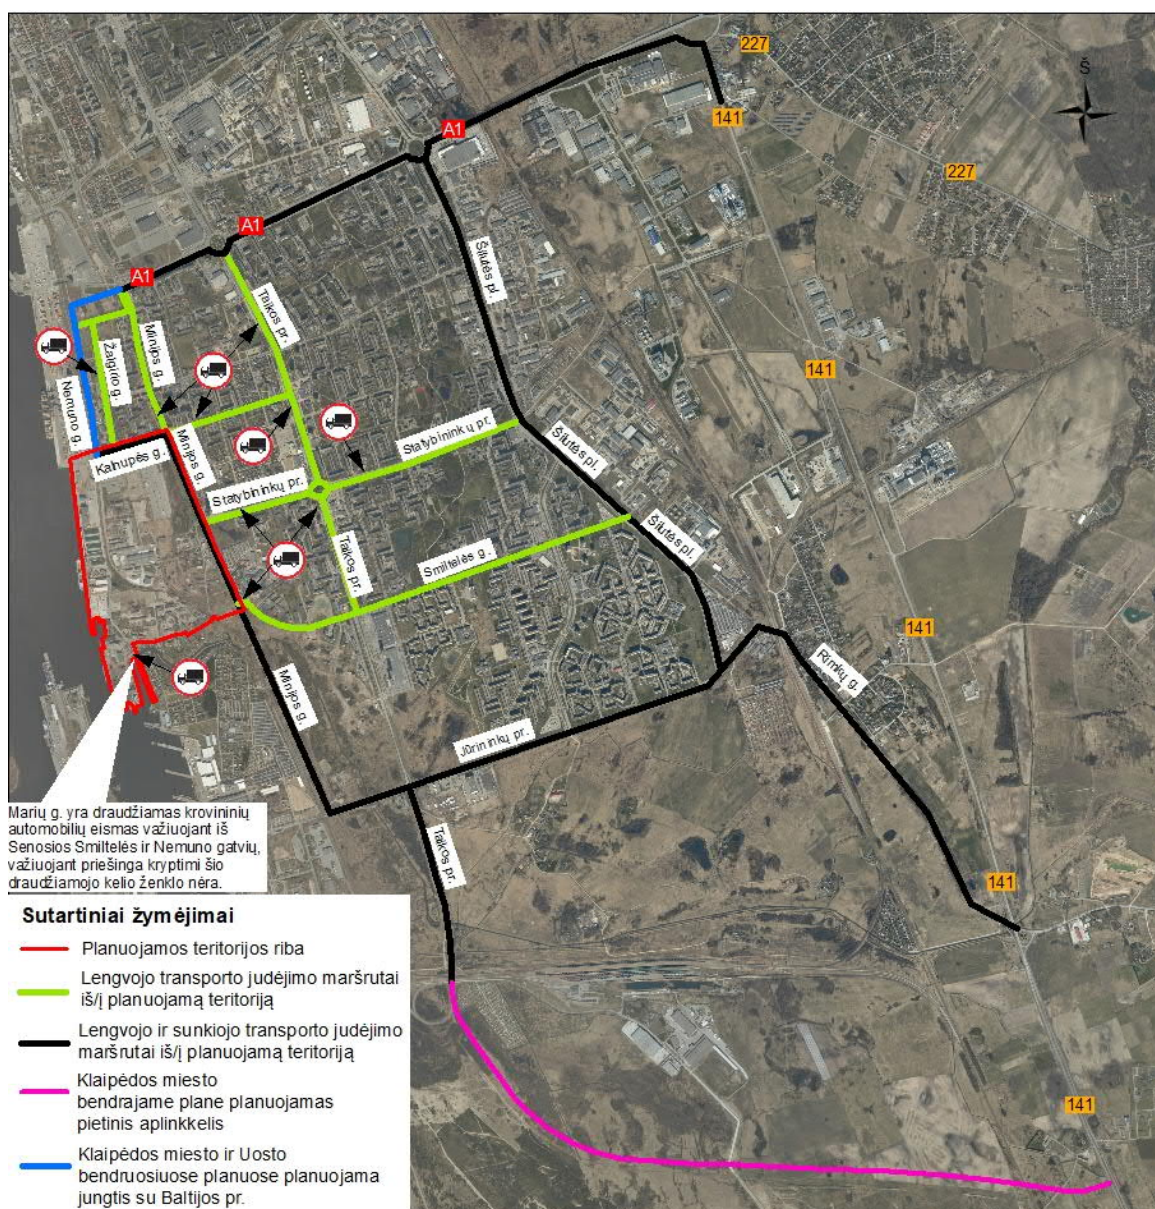 227
Š
141
A1
227
A1
Šilutės pl.
A1
Taikos pr.
Minijos g.
Žalgirio g.
141
Nemuno g.
Statybininkų pr.
Kalnupės g.
Minijos g.
Šilutės pl.
Statybininkų pr.
Šilutės pl.
Taikos pr.
Smiltelės g.
141
Rimkų g.
Minijos g.
Jūrininkų pr.
Marių g. yra draudžiamas krovininių
automobilių eismas važiuojant iš
Senosios Smiltelės ir Nemuno gatvių,
važiuojant priešinga kryptimi šio
draudžiamojo kelio ženklo nėra.
Taikos pr.
141
Sutartiniai žymėjimai
Planuojamos teritorijos riba
Lengvojo transporto judėjimo maršrutai
iš/į planuojamą teritoriją
Lengvojo ir sunkiojo transporto judėjimo
maršrutai iš/į planuojamą teritoriją
Klaipėdos miesto
bendrajame plane planuojamas
pietinis aplinkkelis
141
Klaipėdos miesto ir Uosto
bendruosiuose planuose planuojama
jungtis su Baltijos pr.